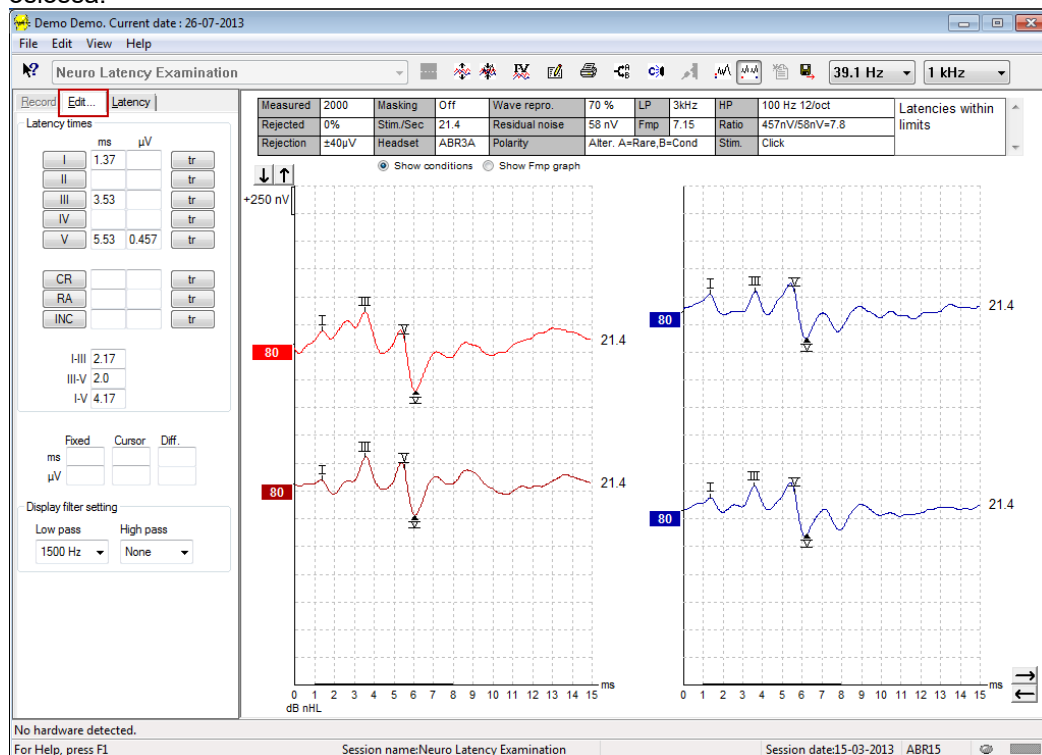 Demo Demo. Current date : 26-07-2013
File Edit View Help
Neuro Latency Examination 39.1 Hz 1 kHz
Record Edit... Latency
Measured 2000 Masking Off Wave repro. 70 % LP 3kHz HP 100 Hz 12/oct Latencies within
Rejected 0% Stim./Sec 21.4 Residual noise 58 nV Fmp 7.15 Ratio 457nV/58nV=7.8 limits
Rejection ±40µV Headset ABR3A Polarity Alter. A=Rare,B=Cond Stim. Click
Show conditions Show Fmp graph
Latency times
ms µV
I 1.37 tr
II tr
III 3.53 tr
IV tr
V 5.53 0.457 tr
CR tr
RA tr
INC tr
I-III 2.17
III-V 2.0
I-V 4.17
Fixed Cursor Diff.
ms
µV
Display filter setting
Low pass High pass
1500 Hz None
+250 nV
I III V
80 21.4
I III V
80 21.4
I III V
80 21.4
I III V
80 21.4
0 1 2 3 4 5 6 7 8 9 10 11 12 13 14 15 ms
dB nHL
0 1 2 3 4 5 6 7 8 9 10 11 12 13 14 15 ms
No hardware detected.
For Help, press F1 Session name:Neuro Latency Examination Session date:15-03-2013 ABR15